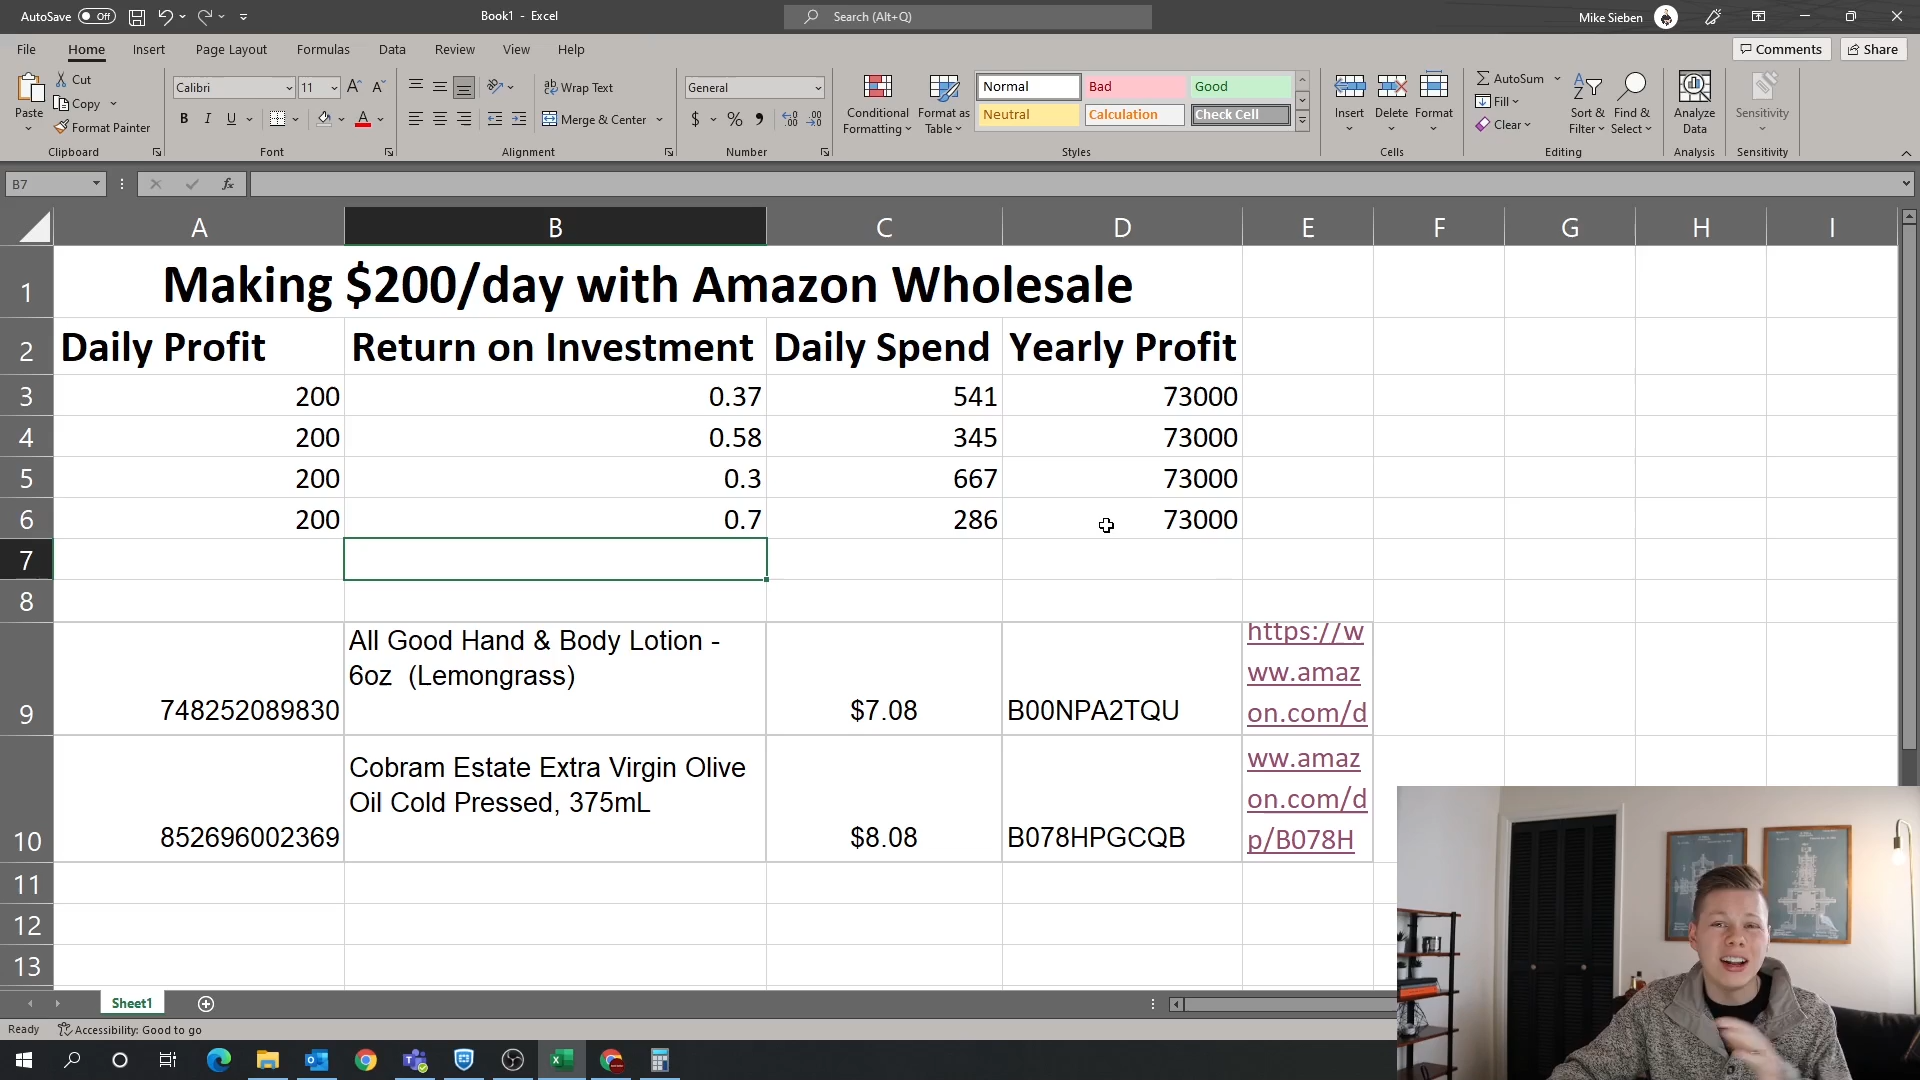 AutoSave Off Book1 - Excel Search (Alt+Q) Mike Sieben
File Home Insert Page Layout Formulas Data Review View Help Comments Share
Paste Cut Calibri 11 Wrap Text General Conditional Formatting Format as Table Normal Bad Good Insert Delete Format AutoSum Sort & Filter Find & Select Analyze Data Sensitivity
Copy Fill
Format Painter B I U Merge & Center $ % Neutral Calculation Check Cell Clear
Clipboard Font Alignment Number Styles Cells Editing Analysis Sensitivity
B7 fx
A B C D E F G H I
1 Making $200/day with Amazon Wholesale
2 Daily Profit Return on Investment Daily Spend Yearly Profit
3 200 0.37 541 73000
4 200 0.58 345 73000
5 200 0.3 667 73000
6 200 0.7 286 73000
7
8
All Good Hand & Body Lotion - https://w
6oz (Lemongrass) ww.amaz
9 748252089830 $7.08 B00NPA2TQU on.com/d
Cobram Estate Extra Virgin Olive ww.amaz
Oil Cold Pressed, 375mL on.com/d
10 852696002369 $8.08 B078HPGCQB p/B078H
11
12
13
Sheet1
Ready Accessibility: Good to go